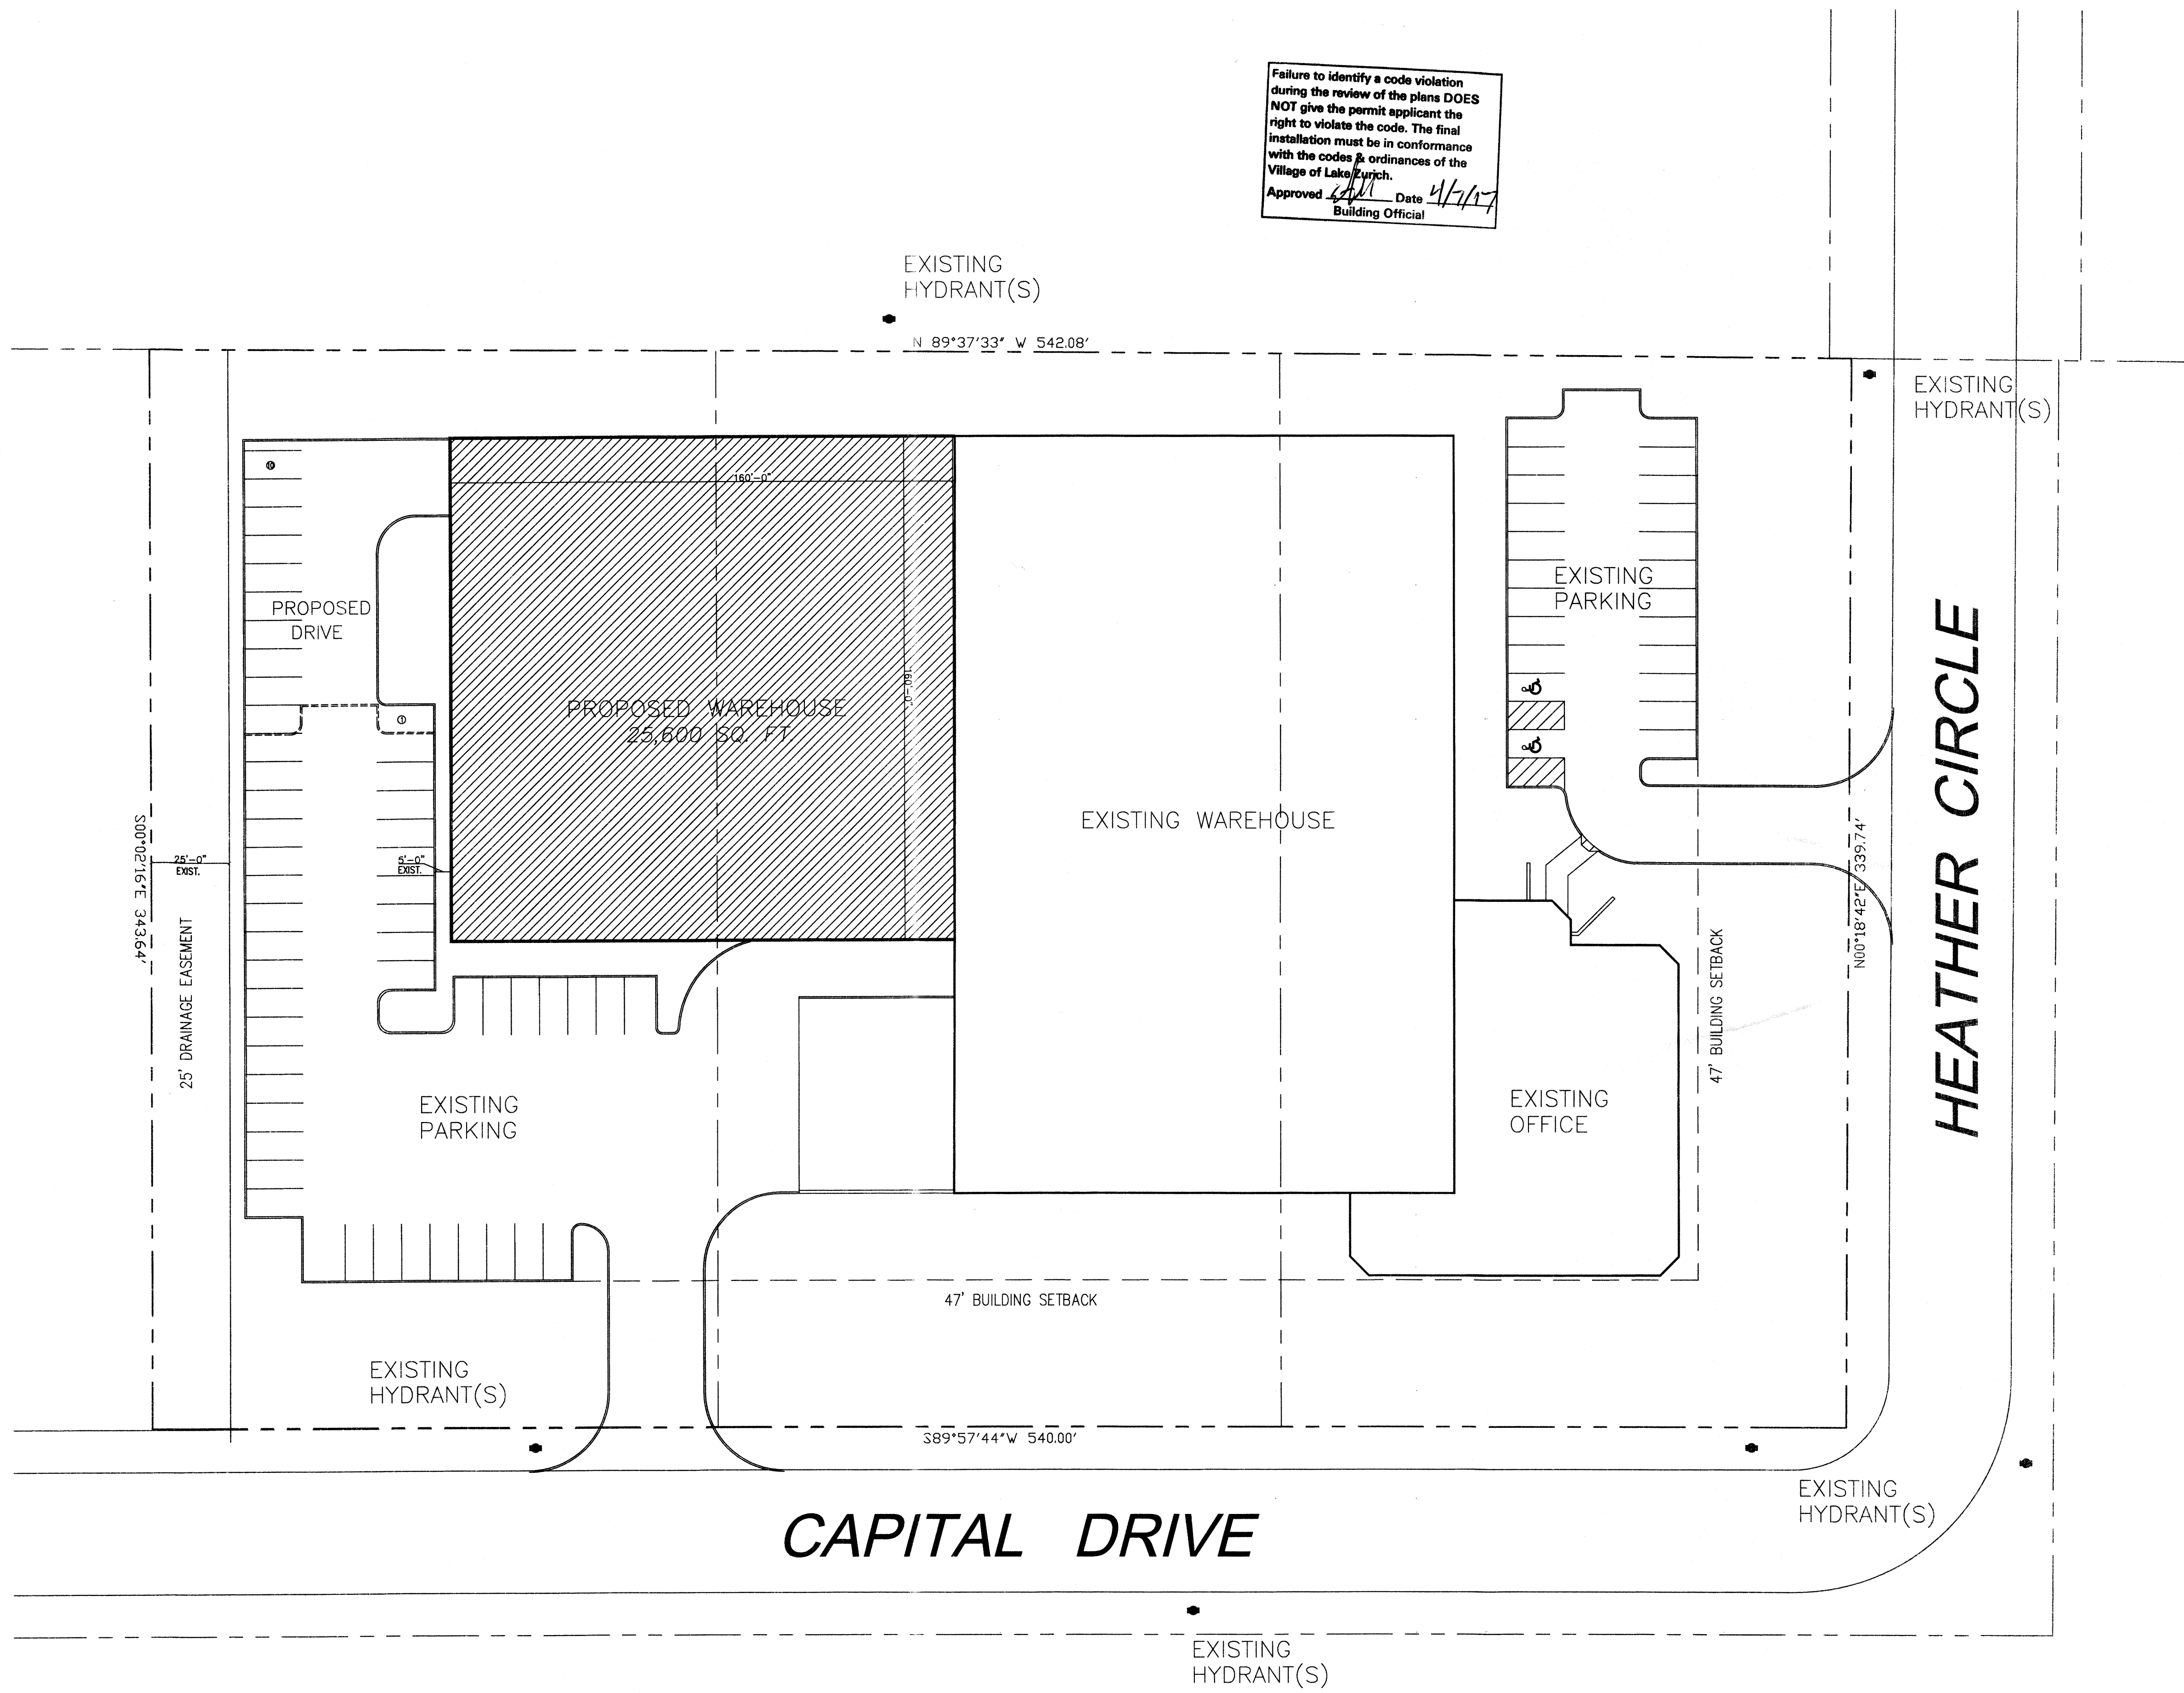 Failure to identify a code violation
during the review of the plans DOES
NOT give the permit applicant the
right to violate the code. The final
installation must be in conformance
with the codes & ordinances of the
Village of Lake Zurich.
Approved Date 4/7/17
Building Official
EXISTING
HYDRANT(S)
N 89°37'33" W 542.08'
EXISTING
HYDRANT(S)
10
160'-0"
EXISTING
PARKING
PROPOSED
DRIVE
160'-0"
PROPOSED WAREHOUSE
25,600 SQ. FT
1
EXISTING WAREHOUSE
HEATHER CIRCLE
S00°02'16"E 343.64'
25'-0"
EXIST.
5'-0"
EXIST.
N00°18'42"E 339.74'
25' DRAINAGE EASEMENT
47' BUILDING SETBACK
EXISTING
PARKING
EXISTING
OFFICE
47' BUILDING SETBACK
EXISTING
HYDRANT(S)
S89°57'44"W 540.00'
EXISTING
HYDRANT(S)
CAPITAL DRIVE
EXISTING
HYDRANT(S)